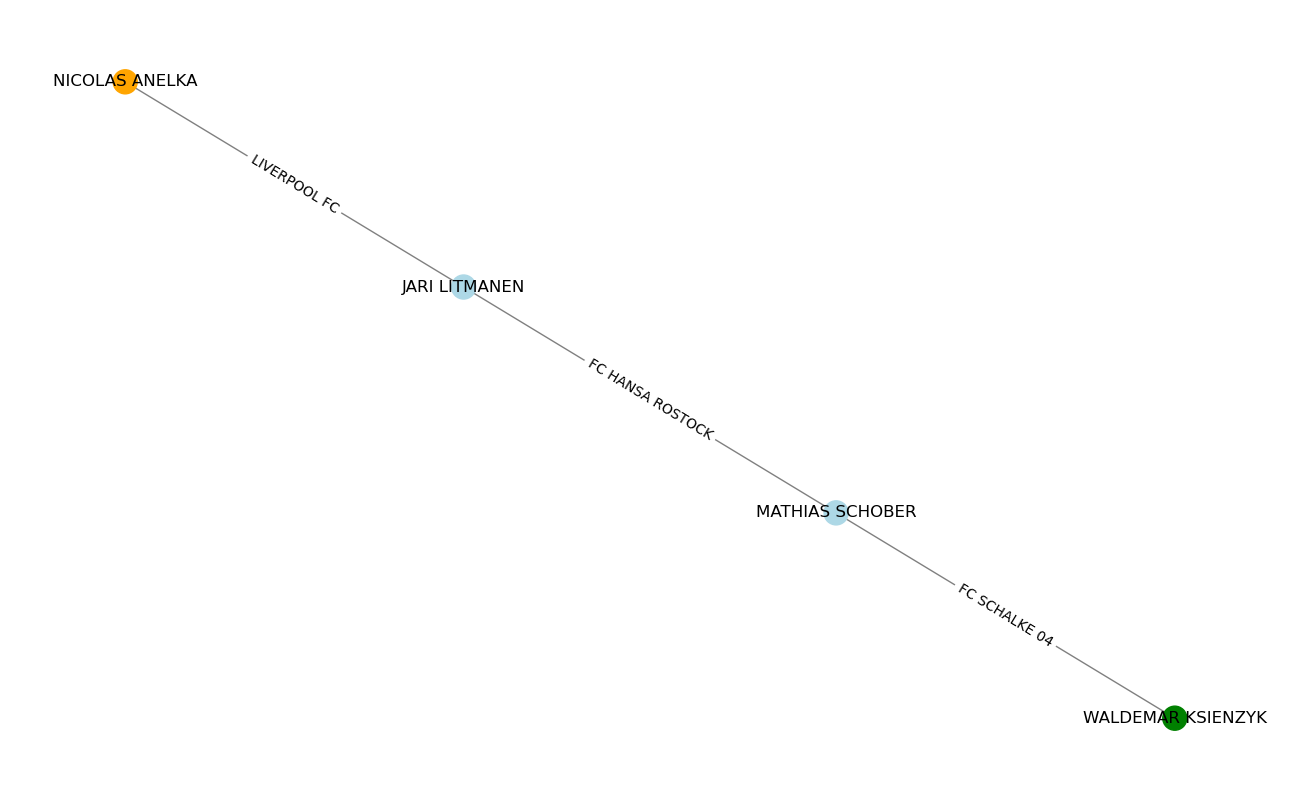 NICOLAS ANELKA
LIVERPOOL FC
JARI LITMANEN
FC HANSA ROSTOCK
MATHIAS SCHOBER
FC SCHALKE 04
WALDEMAR KSIENZYK